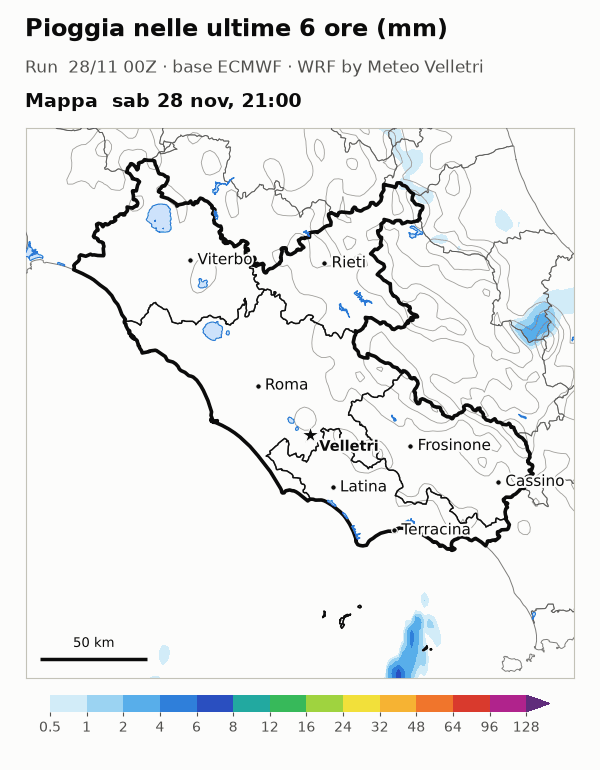 Pioggia nelle ultime 6 ore (mm)
Run  28/11 00Z · base ECMWF · WRF by Meteo Velletri
Mappa  sab 28 nov, 21:00
Viterbo
Rieti
Roma
Velletri
Frosinone
Latina
Cassino
Terracina
50 km
0.5 1 2 4 6 8 12 16 24 32 48 64 96 128